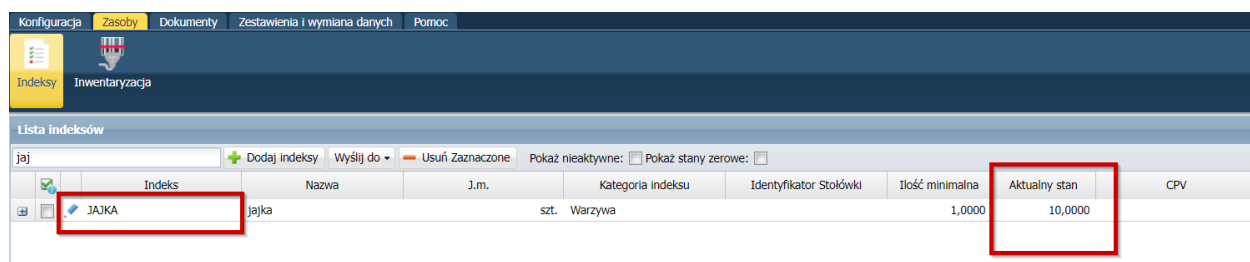 Konfiguracja Zasoby Dokumenty Zestawienia i wymiana danych Pomoc
Indeksy Inwentaryzacja
Lista indeksów
jaj Dodaj indeksy Wyślij do Usuń Zaznaczone Pokaż nieaktywne: Pokaż stany zerowe:
Indeks Nazwa J.m. Kategoria indeksu Identyfikator Stołówki Ilość minimalna Aktualny stan CPV
JAJKA jajka szt. Warzywa 1,0000 10,0000